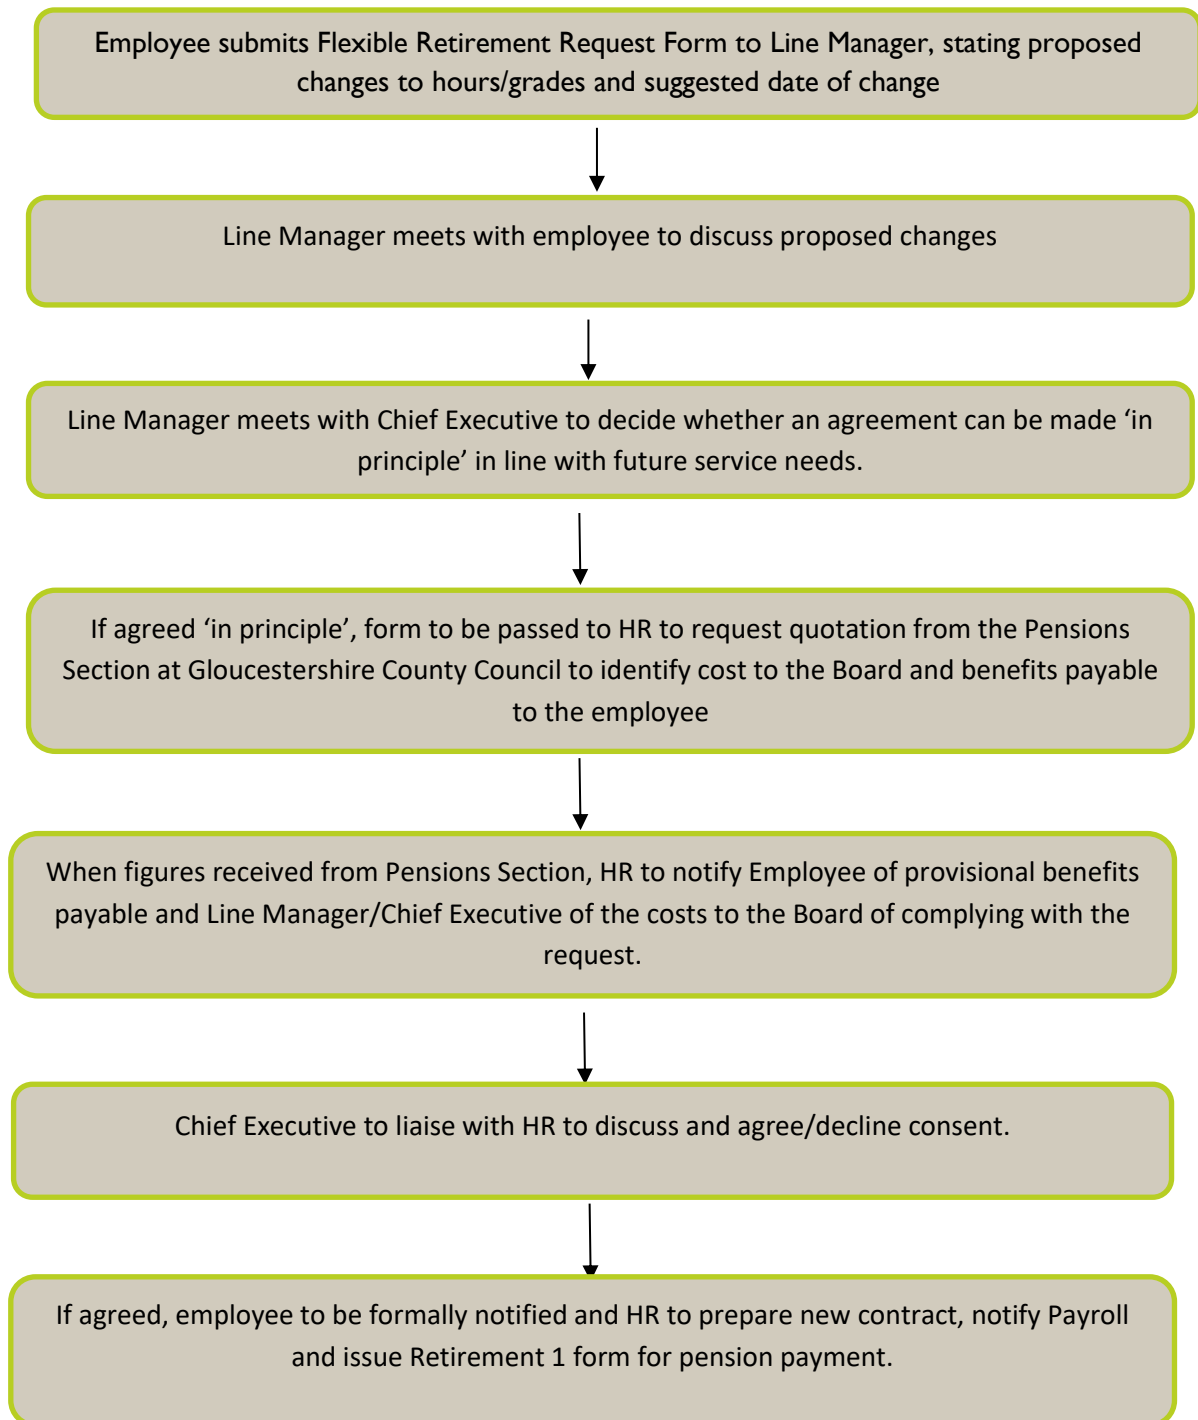 Employee submits Flexible Retirement Request Form to Line Manager, stating proposed
changes to hours/grades and suggested date of change
Line Manager meets with employee to discuss proposed changes
Line Manager meets with Chief Executive to decide whether an agreement can be made ‘in
principle’ in line with future service needs.
If agreed ‘in principle’, form to be passed to HR to request quotation from the Pensions
Section at Gloucestershire County Council to identify cost to the Board and benefits payable
to the employee
When figures received from Pensions Section, HR to notify Employee of provisional benefits
payable and Line Manager/Chief Executive of the costs to the Board of complying with the
request.
Chief Executive to liaise with HR to discuss and agree/decline consent.
If agreed, employee to be formally notified and HR to prepare new contract, notify Payroll
and issue Retirement 1 form for pension payment.